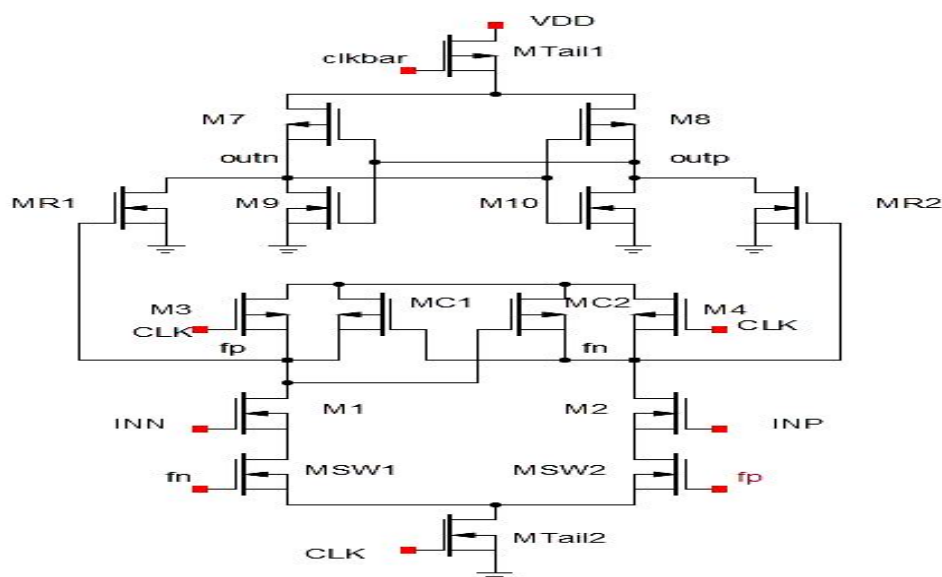 VDD
MTail1
clkbar
M7
M8
outn
outp
MR1
M9
M10
MR2
M3
MC1
MC2
M4
CLK
CLK
fp
fn
M1
M2
INN
INP
fn
MSW1
MSW2
fp
MTail2
CLK